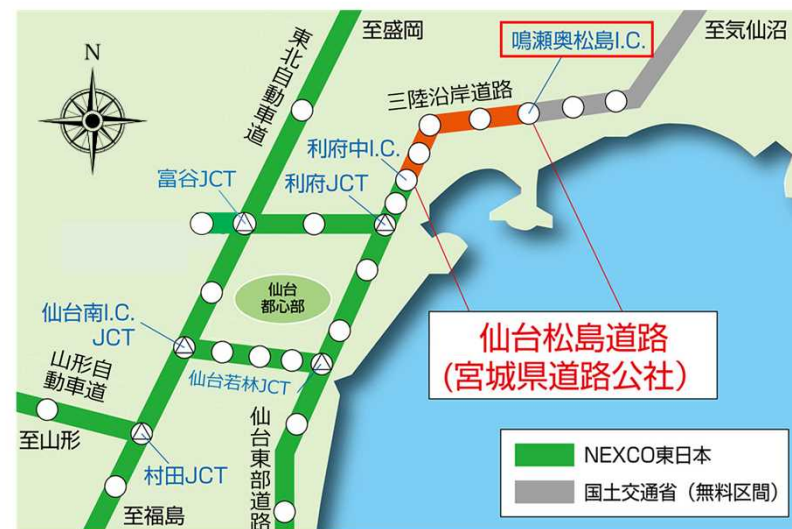 至盛岡
鳴瀬奥松島I.C.
至気仙沼
東北自動車道
N
三陸沿岸道路
利府中I.C.
富谷JCT
利府JCT
仙台
都心部
仙台南I.C.
JCT
仙台松島道路
(宮城県道路公社)
山形自
動車道
仙台若林JCT
至山形
仙台東部道路
村田JCT
NEXCO東日本
国土交通省（無料区間）
至福島